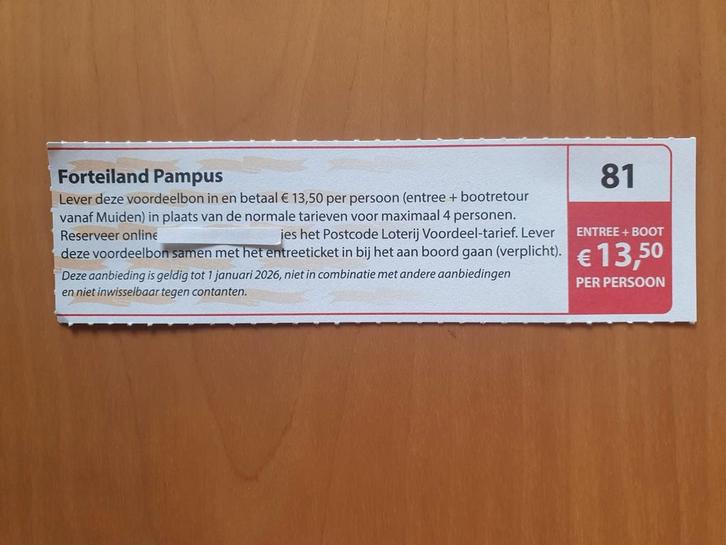 Forteiland Pampus
Lever deze voordeelbon in en betaal € 13,50 per persoon (entree + bootretour
vanaf Muiden) in plaats van de normale tarieven voor maximaal 4 personen.
Reserveer online jes het Postcode Loterij Voordeel-tarief. Lever
deze voordeelbon samen met het entreeticket in bij het aan boord gaan (verplicht).
Deze aanbieding is geldig tot 1 januari 2026, niet in combinatie met andere aanbiedingen
en niet inwisselbaar tegen contanten.
81
ENTREE + BOOT
€ 13,50
PER PERSOON